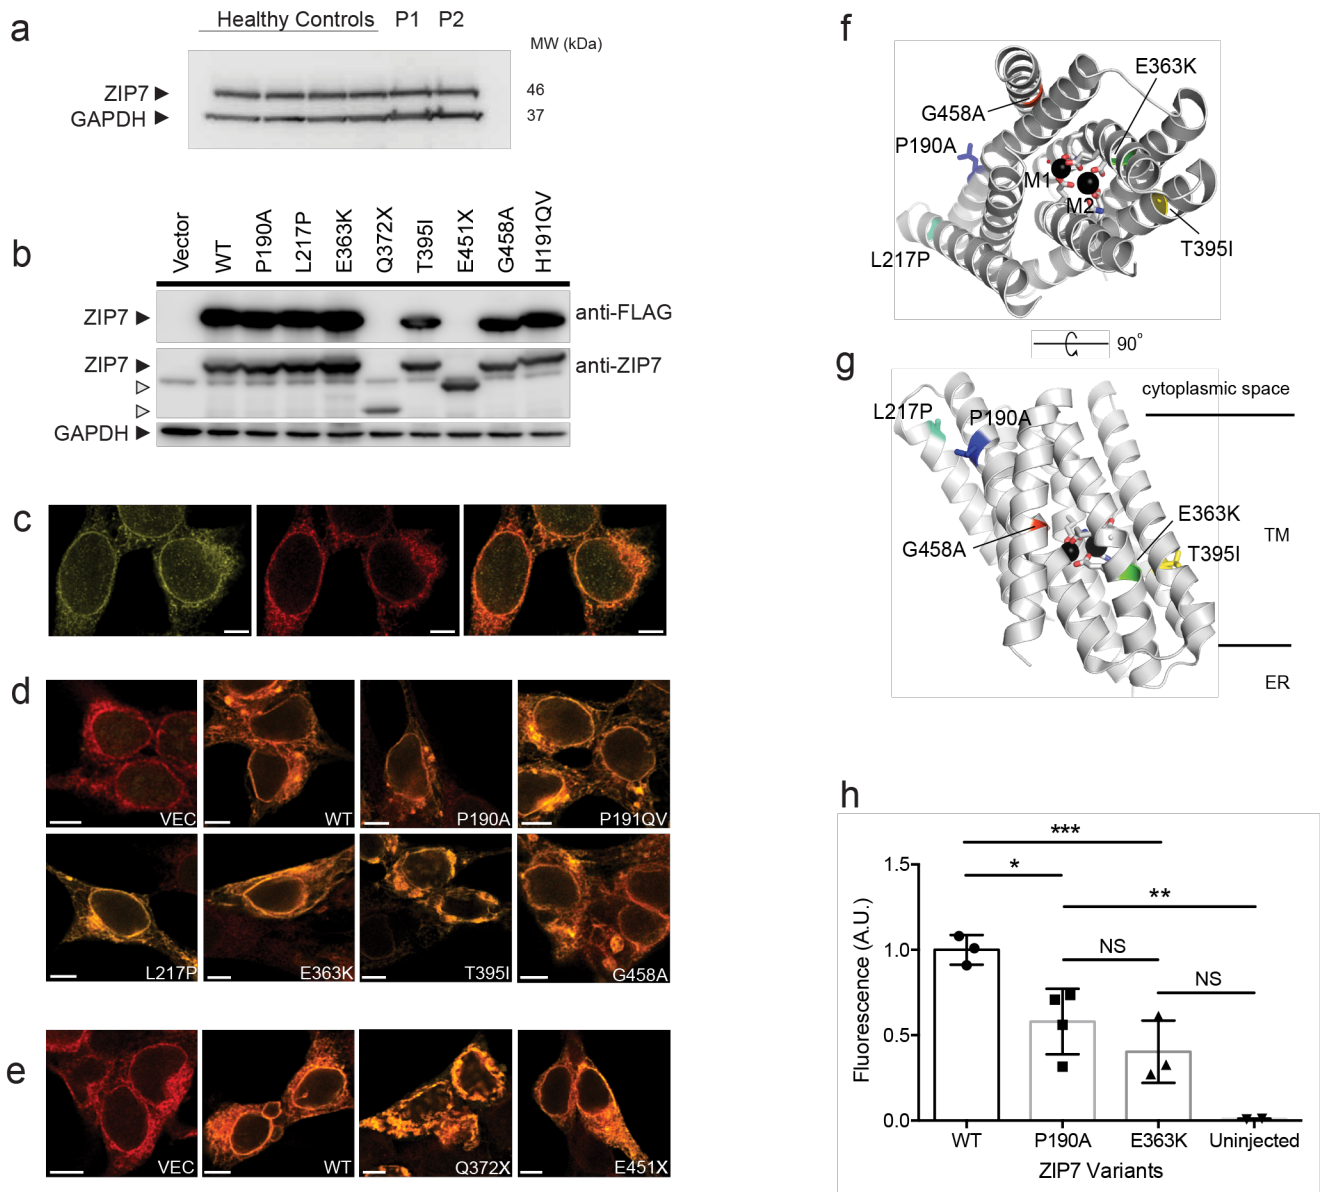 a
Healthy Controls P1 P2
MW (kDa)
ZIP7
46
GAPDH
37
b
Vector
WT
P190A
L217P
E363K
Q372X
T395I
E451X
G458A
H191QV
ZIP7
anti-FLAG
ZIP7
anti-ZIP7
GAPDH
c
d
VEC
WT
P190A
P191QV
L217P
E363K
T395I
G458A
e
VEC
WT
Q372X
E451X
f
E363K
G458A
P190A
M1
M2
L217P
T395I
90°
g
cytoplasmic space
L217P
P190A
E363K
G458A
T395I
TM
ER
h
***
*
**
NS
NS
1.5
1.0
0.5
0.0
Fluorescence (A.U.)
WT P190A E363K Uninjected
ZIP7 Variants